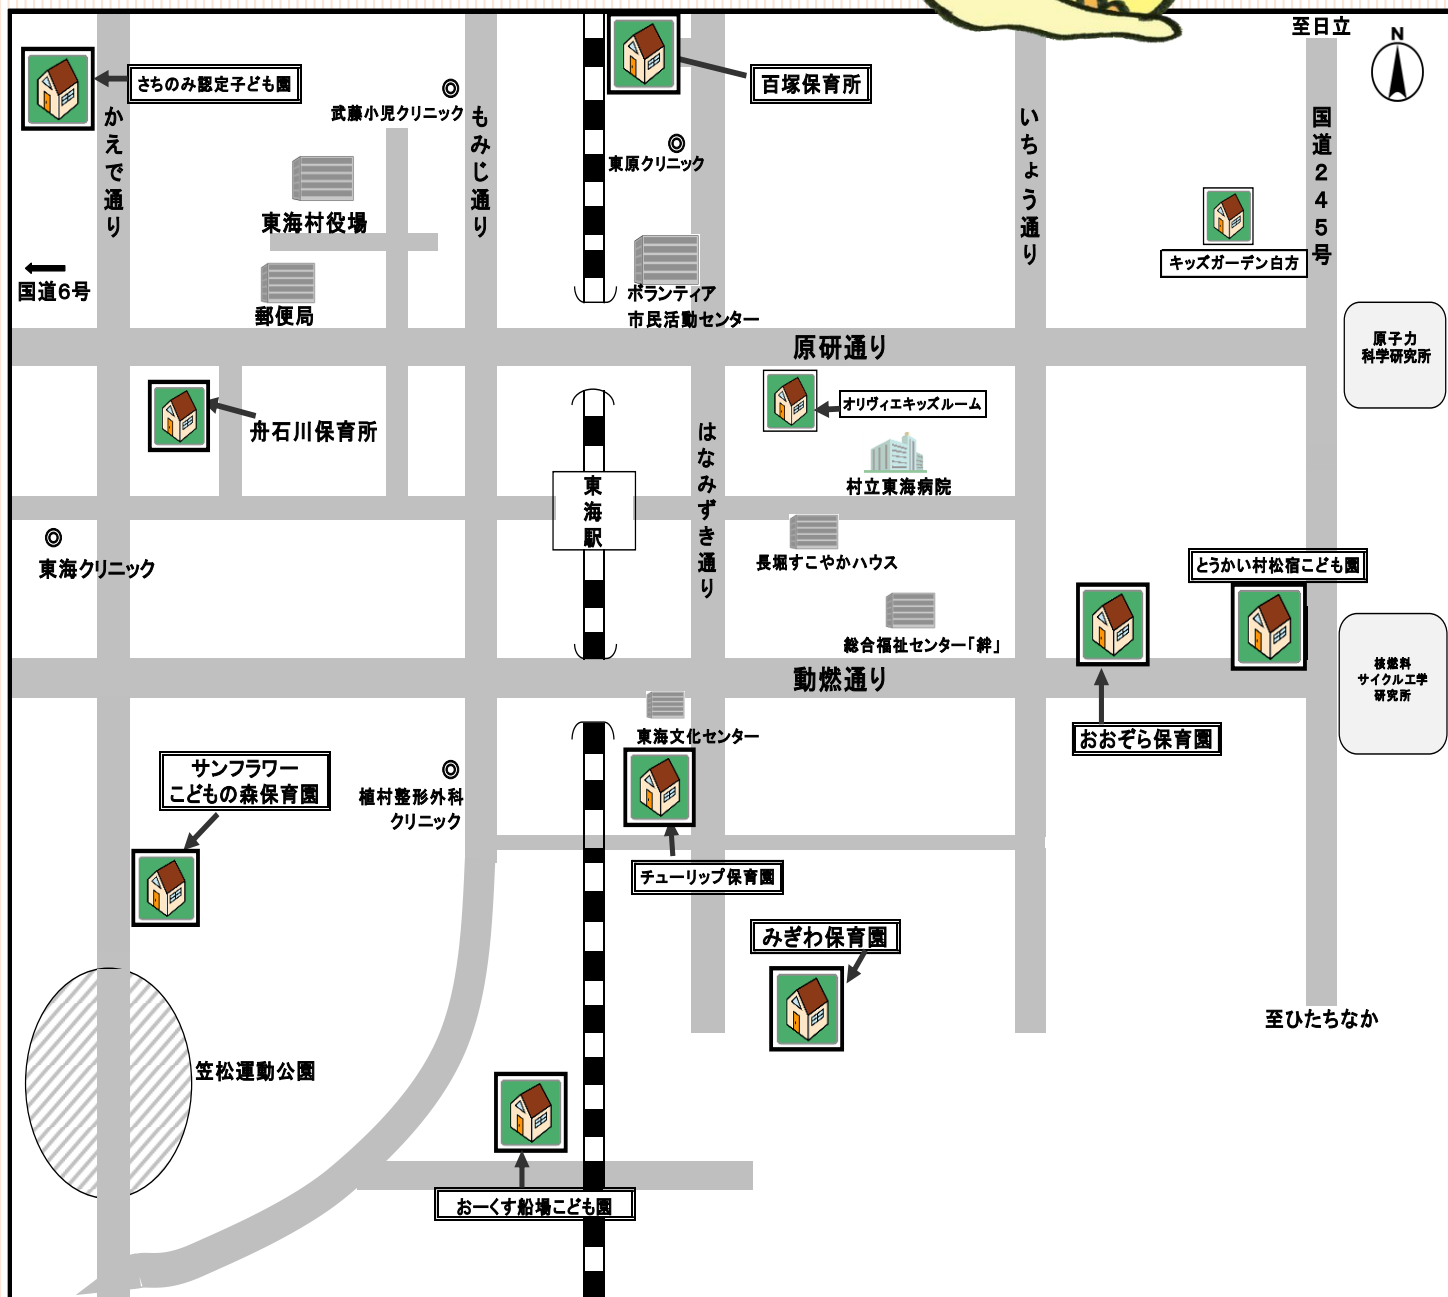 至日立
N
さちのみ認定子ども園
百塚保育所
武藤小児クリニック
かえで通り
もみじ通り
いちょう通り
国道245号
東原クリニック
東海村役場
キッズガーデン白方
国道6号
ボランティア
市民活動センター
郵便局
原研通り
原子力
科学研究所
オリヴィエキッズルーム
舟石川保育所
はなみずき通り
村立東海病院
東海駅
東海クリニック
長堀すこやかハウス
とうかい村松宿こども園
総合福祉センター「絆」
動燃通り
核燃料
サイクル工学
研究所
東海文化センター
おおぞら保育園
サンフラワー
こどもの森保育園
植村整形外科
クリニック
チューリップ保育園
みぎわ保育園
至ひたちなか
笠松運動公園
おーくす船場こども園